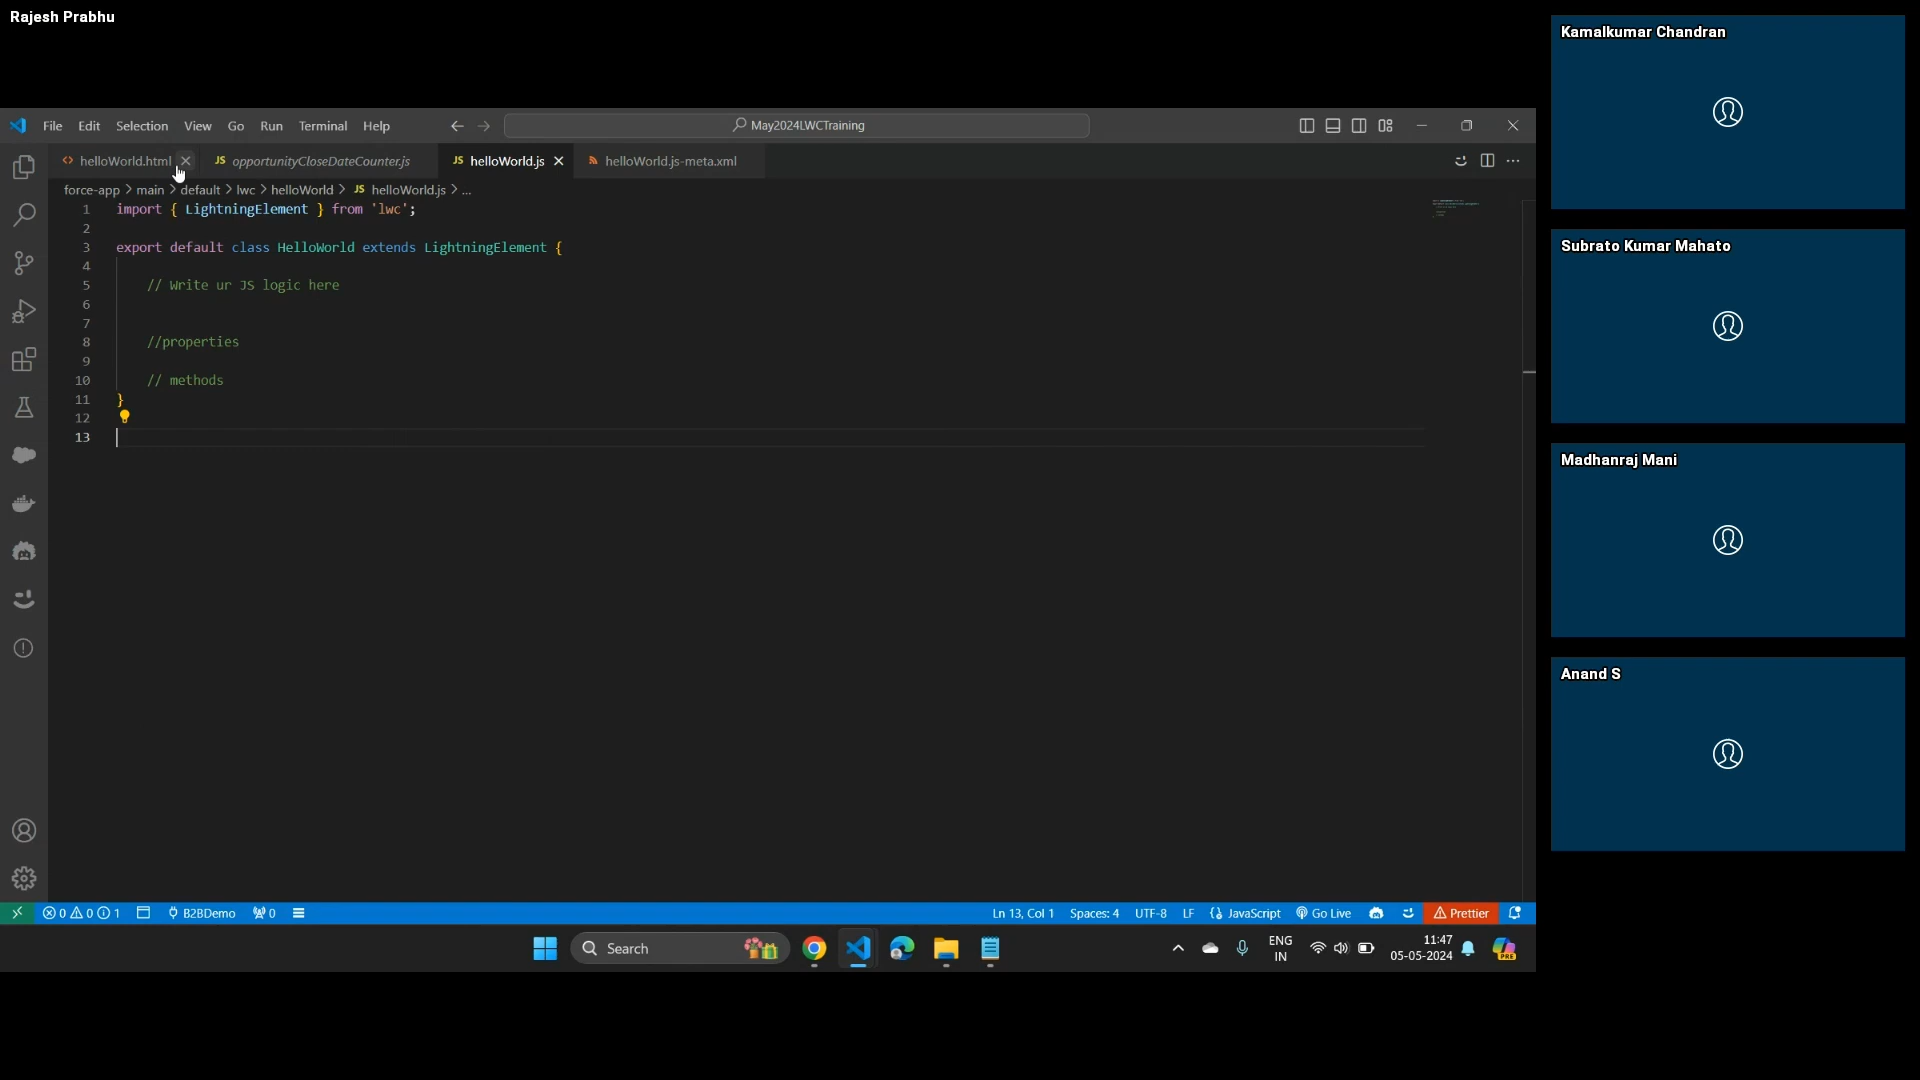 Rajesh Prabhu
File Edit Selection View Go Run Terminal Help
May2024LWCTraining
helloWorld.html
JS opportunityCloseDateCounter.js
JS helloWorld.js
helloWorld.js-meta.xml
force-app > main > default > lwc > helloWorld > JS helloWorld.js > ...
1 import { LightningElement } from 'lwc';
2
3 export default class HelloWorld extends LightningElement {
4
5 // Write ur JS logic here
6
7
8 //properties
9
10 // methods
11 }
12
13
0 0 1 B2BDemo 0
Ln 13, Col 1 Spaces: 4 UTF-8 LF {} JavaScript Go Live Prettier
Search
ENG
IN
11:47
05-05-2024
PRE
Kamalkumar Chandran
Subrato Kumar Mahato
Madhanraj Mani
Anand S